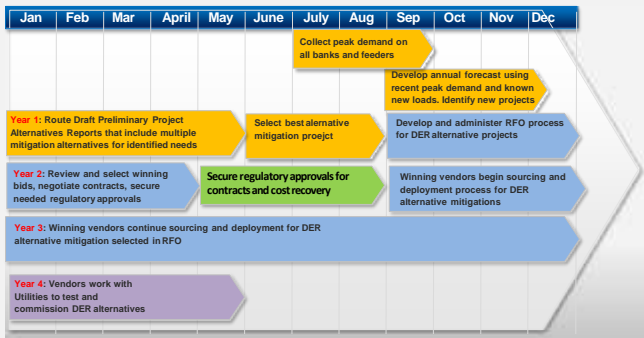 Jan Feb Mar April May June July Aug Sep Oct Nov Dec
Collect peak demand on
all banks and feeders
Develop annual forecast using
recent peak demand and known
new loads. Identify new projects
Year 1: Route Draft Preliminary Project
Alternatives Reports that include multiple
mitigation alternatives for identified needs
Select best alernative
mitigation proejct
Develop and administer RFO process
for DER alternative projects
Year 2: Review and select winning
bids, negotiate contracts, secure
needed regulatory approvals
Secure regulatory approvals for
contracts and cost recovery
Winning vendors begin sourcing and
deployment process for DER
alternative mitigations
Year 3: Winning vendors continue sourcing and deployment for DER
alternative mitigation selected in RFO
Year 4: Vendors work with
Utilities to test and
commission DER alternatives